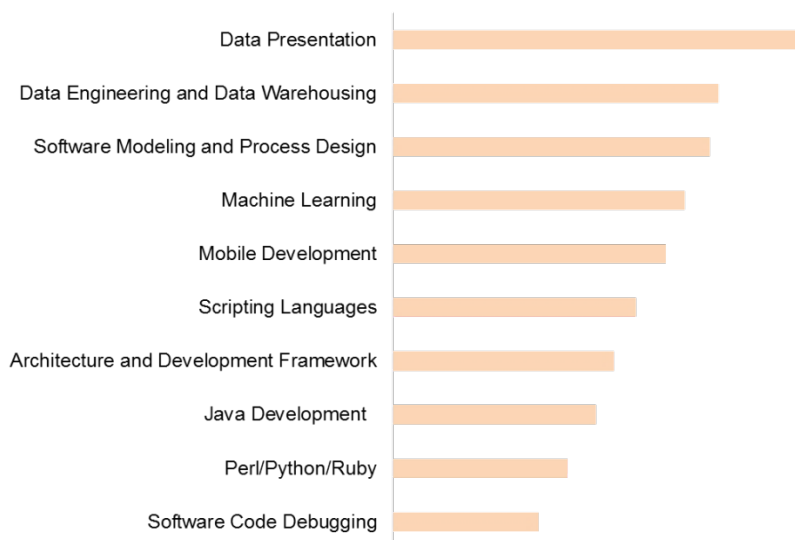 Data Presentation
Data Engineering and Data Warehousing
Software Modeling and Process Design
Machine Learning
Mobile Development
Scripting Languages
Architecture and Development Framework
Java Development
Perl/Python/Ruby
Software Code Debugging